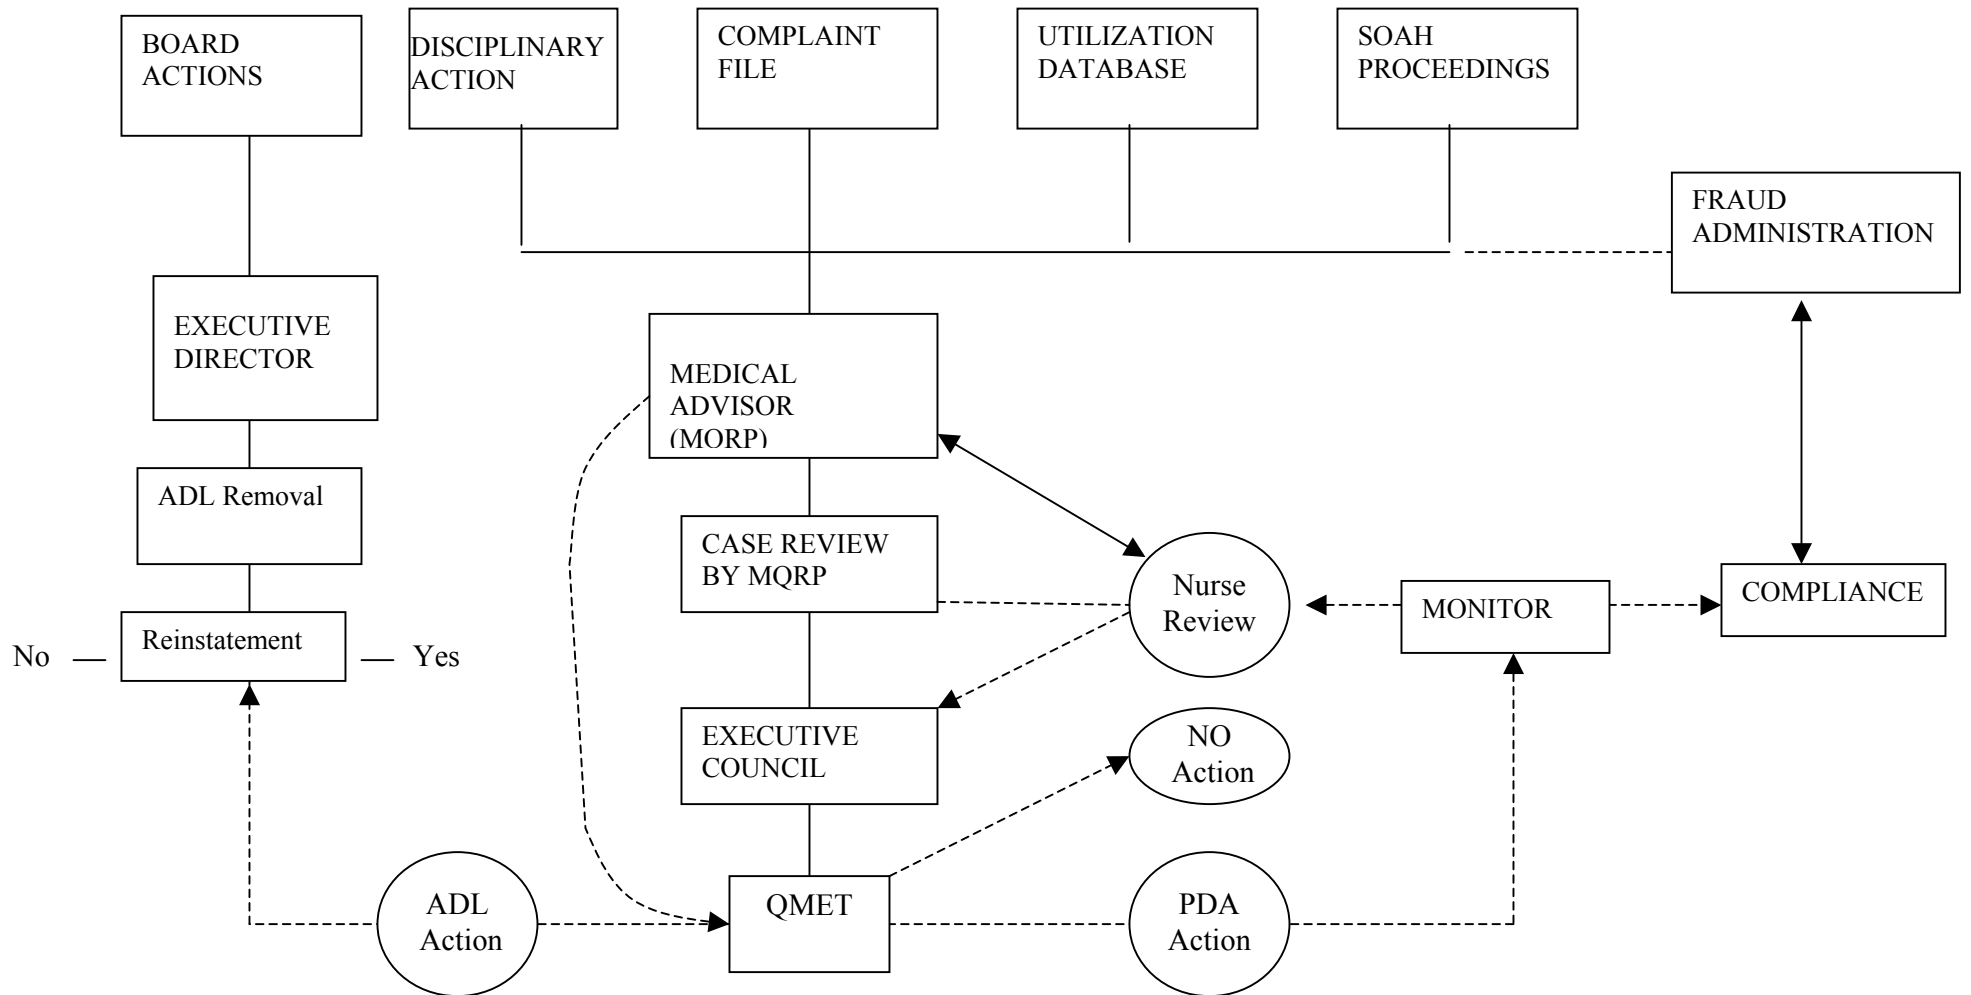 BOARD
ACTIONS
DISCIPLINARY
ACTION
COMPLAINT
FILE
UTILIZATION
DATABASE
SOAH
PROCEEDINGS
FRAUD
ADMINISTRATION
EXECUTIVE
DIRECTOR
MEDICAL
ADVISOR
(MORP)
ADL Removal
CASE REVIEW
BY MQRP
Nurse
Review
MONITOR
COMPLIANCE
No
Reinstatement
Yes
EXECUTIVE
COUNCIL
NO
Action
ADL
Action
QMET
PDA
Action